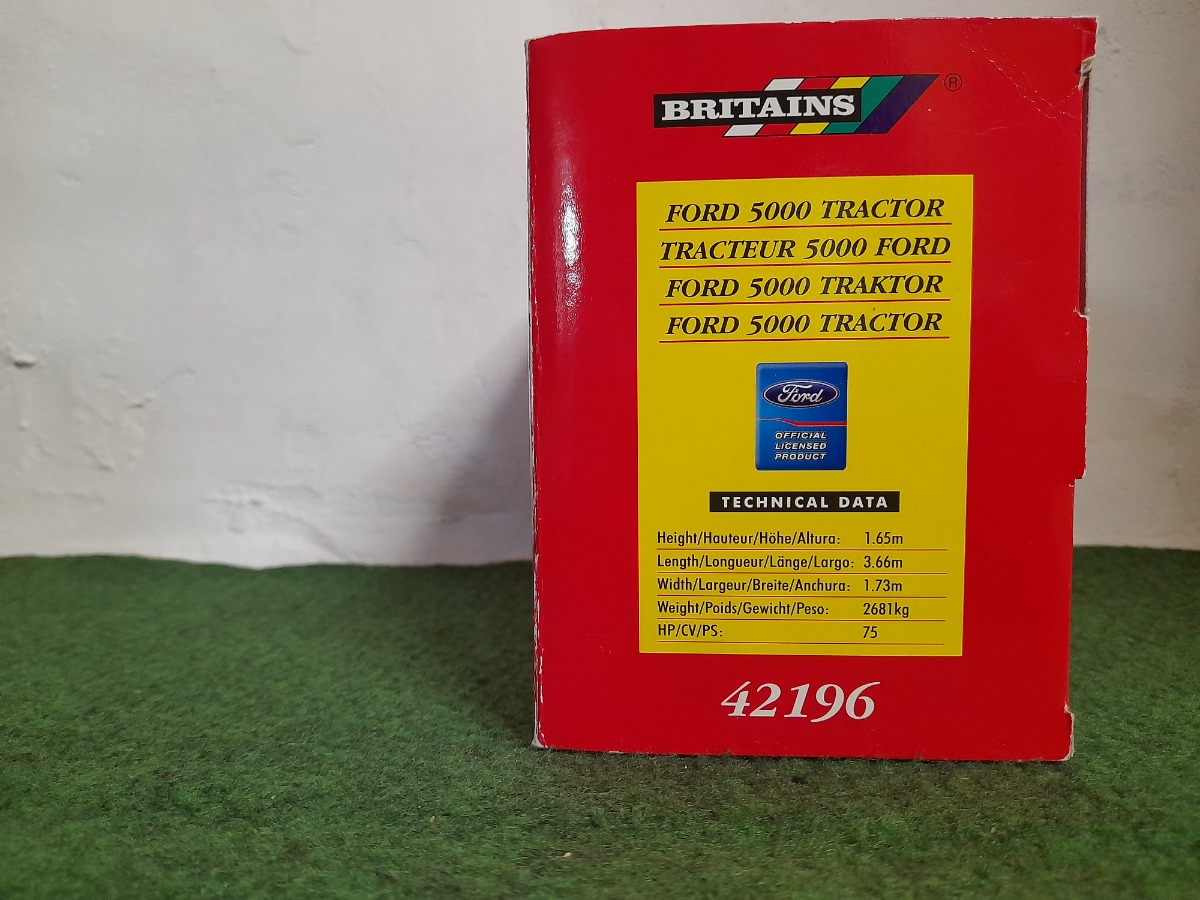 BRITAINS ®
FORD 5000 TRACTOR
TRACTEUR 5000 FORD
FORD 5000 TRAKTOR
FORD 5000 TRACTOR
Ford
OFFICIAL
LICENSED
PRODUCT
TECHNICAL DATA
Height/Hauteur/Höhe/Altura: 1.65m
Length/Longueur/Länge/Largo: 3.66m
Width/Largeur/Breite/Anchura: 1.73m
Weight/Poids/Gewicht/Peso: 2681kg
HP/CV/PS: 75
42196